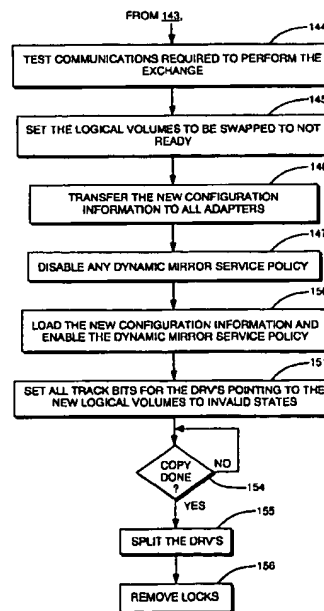 FROM 143,
144
TEST COMMUNICATIONS REQUIRED TO PERFORM THE
EXCHANGE
145
SET THE LOGICAL VOLUMES TO BE SWAPPED TO NOT
READY
146
TRANSFER THE NEW CONFIGURATION
INFORMATION TO ALL ADAPTERS
147
DISABLE ANY DYNAMIC MIRROR SERVICE POLICY
150
LOAD THE NEW CONFIGURATION INFORMATION AND
ENABLE THE DYNAMIC MIRROR SERVICE POLICY
151
SET ALL TRACK BITS FOR THE DRV'S POINTING TO THE
NEW LOGICAL VOLUMES TO INVALID STATES
COPY
DONE
?
NO
154
YES
155
SPLIT THE DRV'S
156
REMOVE LOCKS